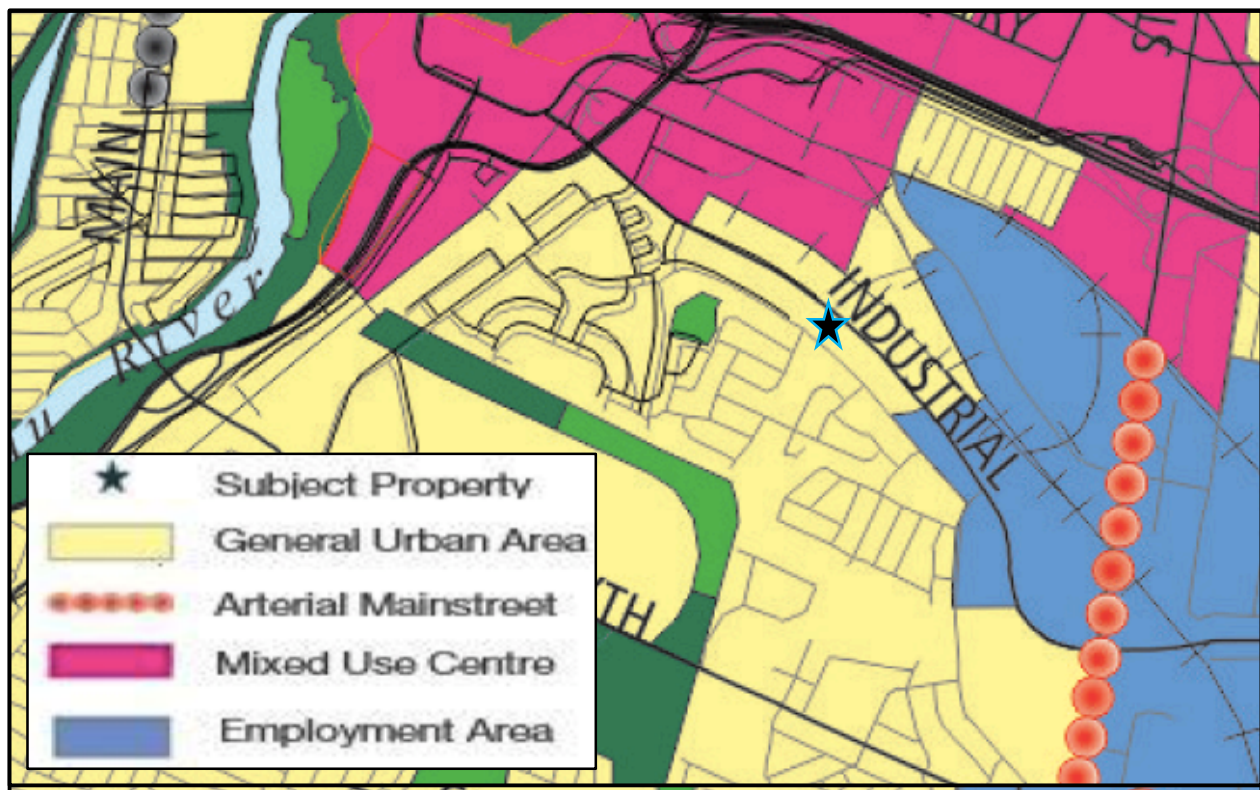 MAIN
River
INDUSTRIAL
Subject Property
General Urban Area
Arterial Mainstreet
Mixed Use Centre
Employment Area